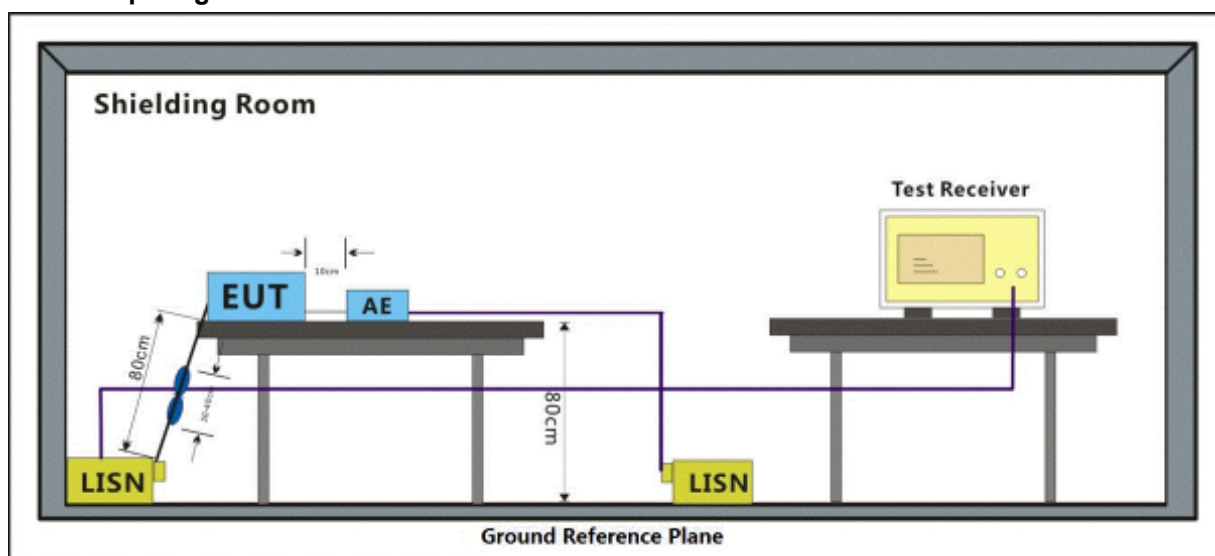 Shielding Room
Test Receiver
10cm
EUT
AE
80cm
80cm
LISN
LISN
Ground Reference Plane